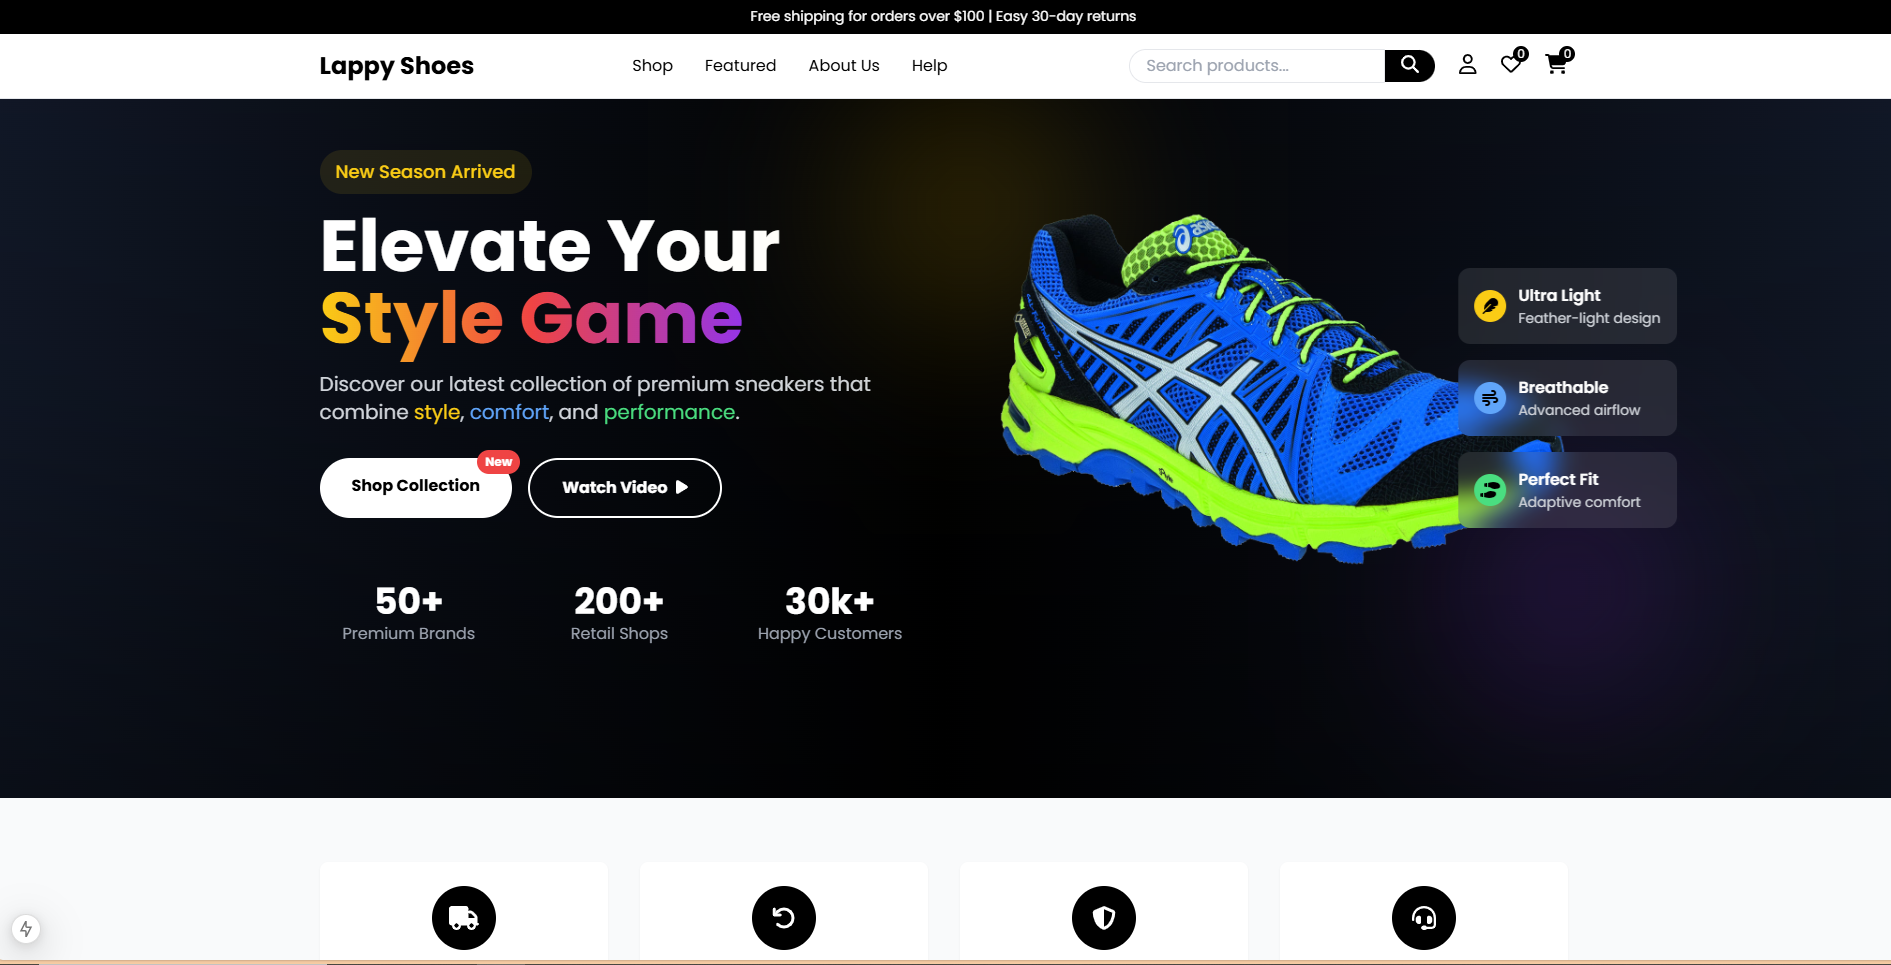 Free shipping for orders over $100 | Easy 30-day returns
Lappy Shoes
Shop
Featured
About Us
Help
Search products...
0
0
New Season Arrived
Elevate Your
Style Game
Discover our latest collection of premium sneakers that
combine style, comfort, and performance.
New
Shop Collection
Watch Video
50+
Premium Brands
200+
Retail Shops
30k+
Happy Customers
asics
Ultra Light
Feather-light design
Breathable
Advanced airflow
Perfect Fit
Adaptive comfort